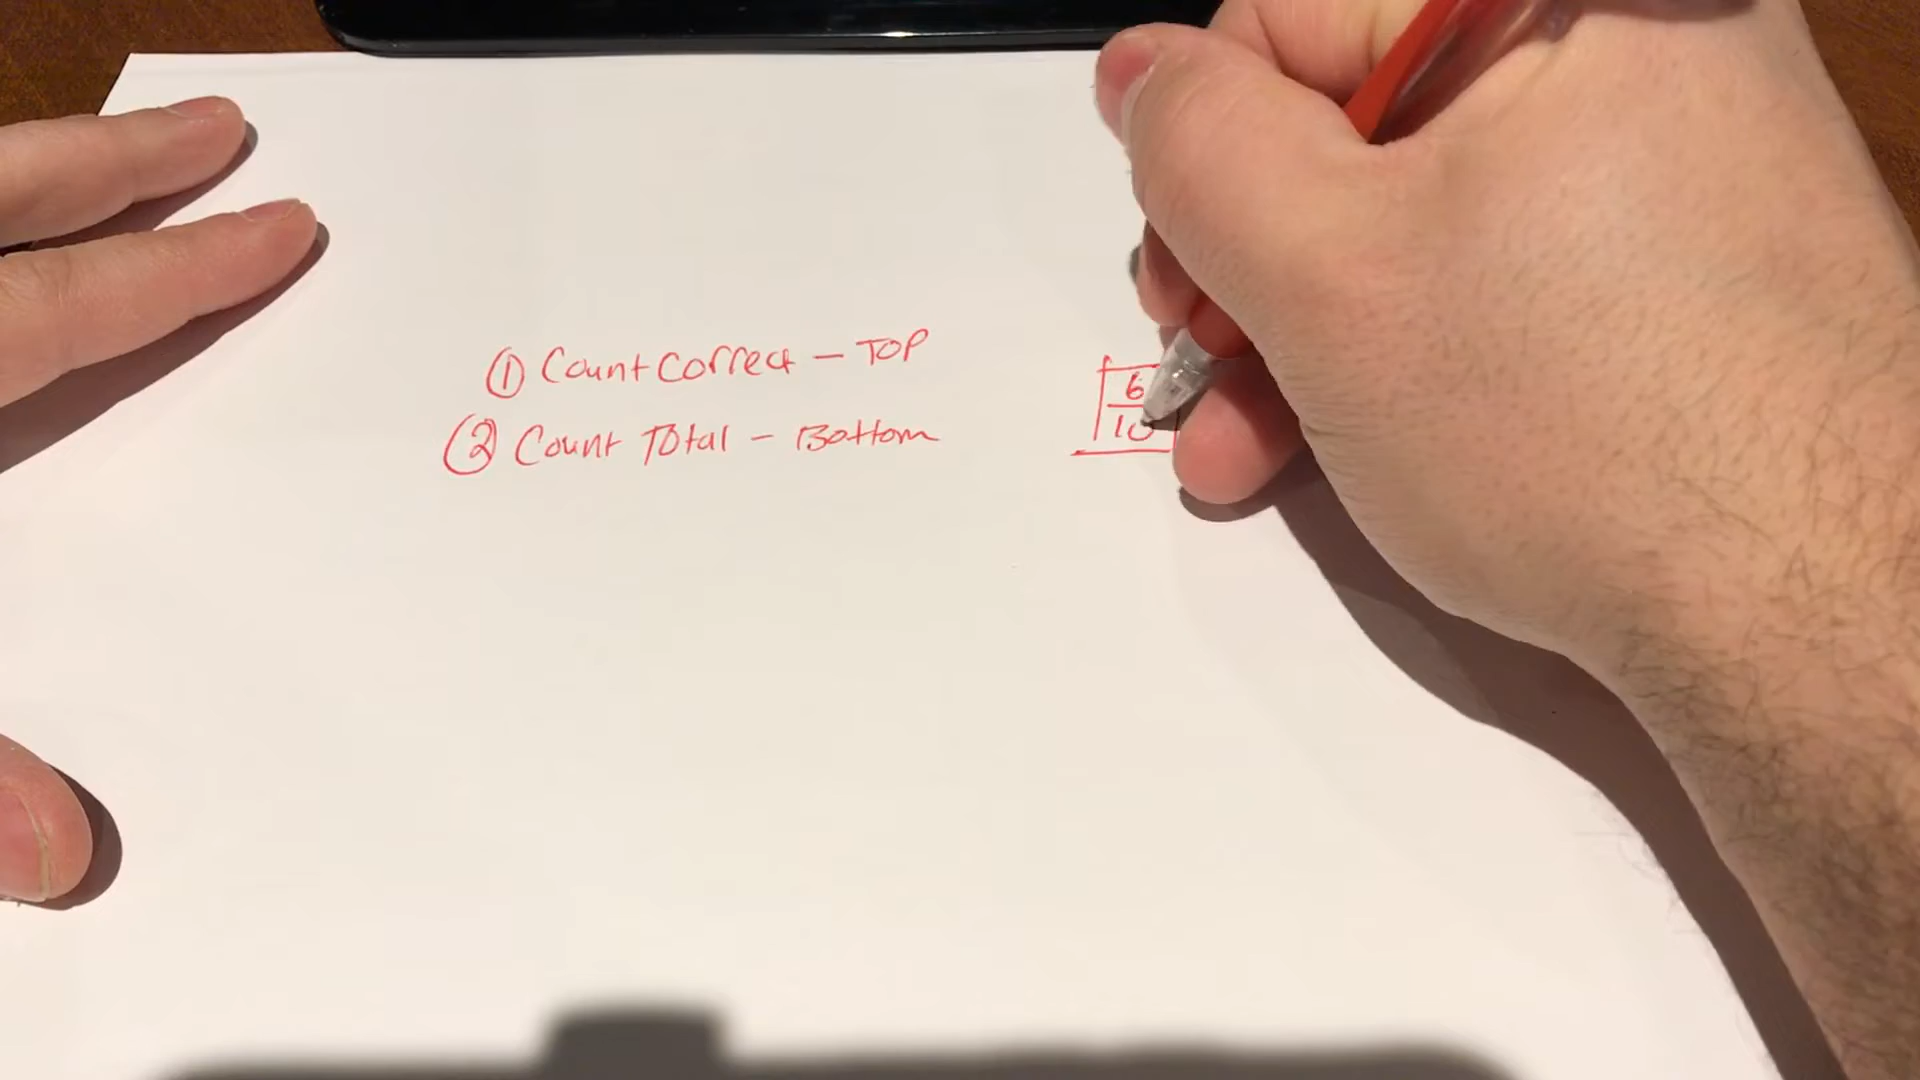 ① Count Correct – TOP
② Count Total – Bottom
6
10